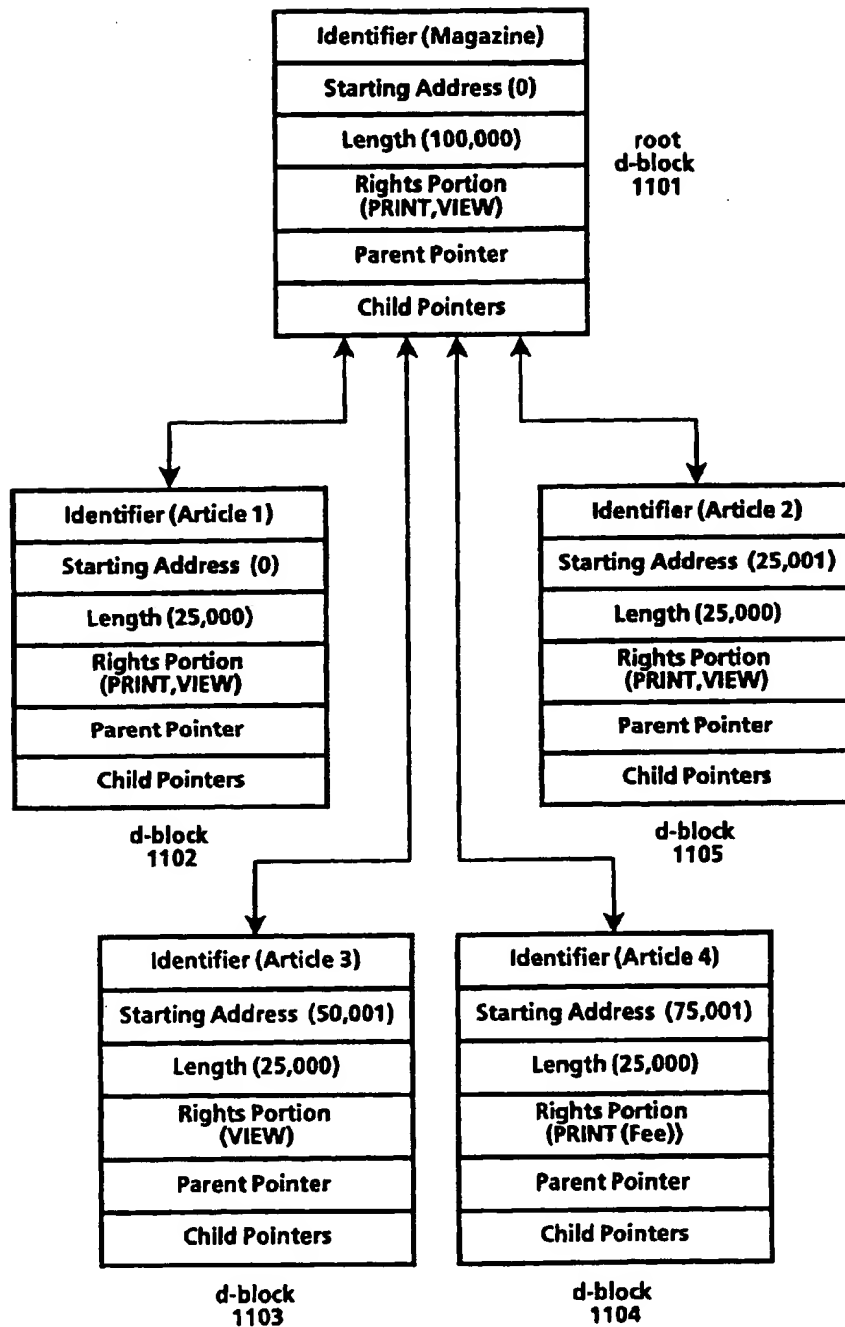 Identifier (Magazine)
Starting Address (0)
Length (100,000)
Rights Portion
(PRINT,VIEW)
Parent Pointer
Child Pointers
root
d-block
1101
Identifier (Article 1)
Starting Address (0)
Length (25,000)
Rights Portion
(PRINT,VIEW)
Parent Pointer
Child Pointers
d-block
1102
Identifier (Article 2)
Starting Address (25,001)
Length (25,000)
Rights Portion
(PRINT,VIEW)
Parent Pointer
Child Pointers
d-block
1105
Identifier (Article 3)
Starting Address (50,001)
Length (25,000)
Rights Portion
(VIEW)
Parent Pointer
Child Pointers
d-block
1103
Identifier (Article 4)
Starting Address (75,001)
Length (25,000)
Rights Portion
(PRINT (Fee))
Parent Pointer
Child Pointers
d-block
1104